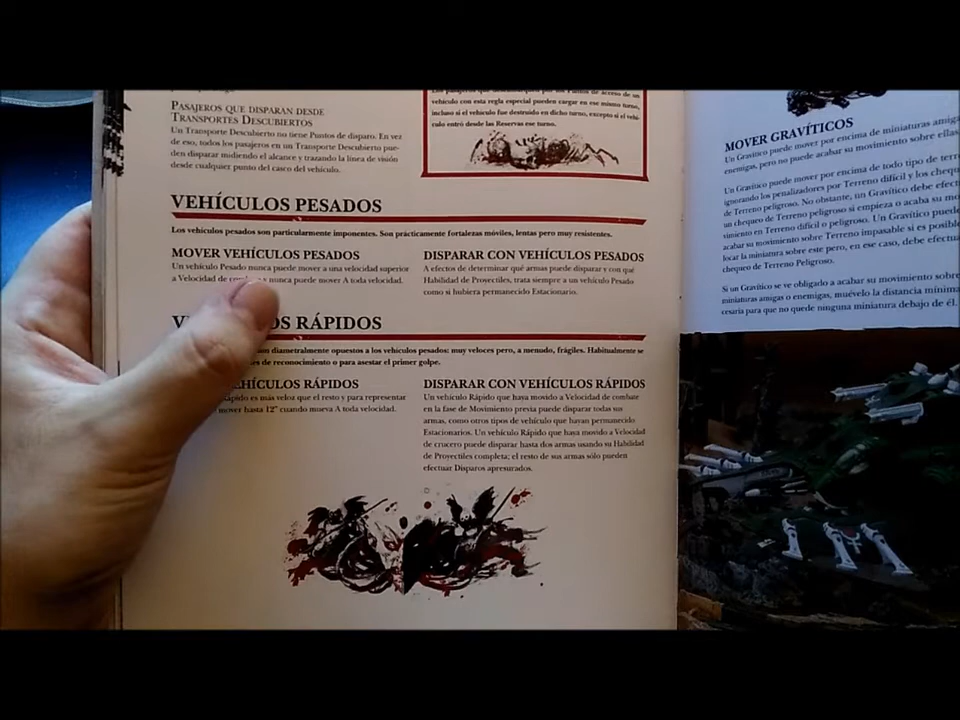 PASAJEROS QUE DISPARAN DESDE
TRANSPORTES DESCUBIERTOS
Un Transporte Descubierto no tiene Puntos de disparo. En vez
de eso, todos los pasajeros en un Transporte Descubierto pue-
den disparar midiendo el alcance y trazando la línea de visión
desde cualquier punto del casco del vehículo.
vehículo con esta regla especial pueden cargar en ese mismo turno,
incluso si el vehículo fue destruido en dicho turno, excepto si el vehí-
culo entró desde las Reservas ese turno.
VEHÍCULOS PESADOS
Los vehículos pesados son particularmente imponentes. Son prácticamente fortalezas móviles, lentas pero muy resistentes.
MOVER VEHÍCULOS PESADOS
Un vehículo Pesado nunca puede mover a una velocidad superior
a Velocidad de y nunca puede mover A toda velocidad.
DISPARAR CON VEHÍCULOS PESADOS
A efectos de determinar qué armas puede disparar y con qué
Habilidad de Proyectiles, trata siempre a un vehículo Pesado
como si hubiera permanecido Estacionario.
OS RÁPIDOS
diametralmente opuestos a los vehículos pesados: muy veloces pero, a menudo, frágiles. Habitualmente se
de reconocimiento o para asestar el primer golpe.
HÍCULOS RÁPIDOS
ápido es más veloz que el resto y para representar
mover hasta 12" cuando mueva A toda velocidad.
DISPARAR CON VEHÍCULOS RÁPIDOS
Un vehículo Rápido que haya movido a Velocidad de combate
en la fase de Movimiento previa puede disparar todas sus
armas, como otros tipos de vehículo que hayan permanecido
Estacionarios. Un vehículo Rápido que haya movido a Velocidad
de crucero puede disparar hasta dos armas usando su Habilidad
de Proyectiles completa; el resto de sus armas sólo pueden
efectuar Disparos apresurados.
MOVER GRAVÍTICOS
Un Gravítico puede mover por encima de miniaturas amiga
enemigas, pero no puede acabar su movimiento sobre ellas
Un Gravítico puede mover por encima de todo tipo de terr
ignorando los penalizadores por Terreno difícil y los chequ
de Terreno peligroso. No obstante, un Gravítico debe efect
un chequeo de Terreno peligroso si empieza o acaba su mo
vimiento en Terreno difícil o peligroso. Un Gravítico puede
acabar su movimiento sobre Terreno impasable si es posible
locar la miniatura sobre este pero, en ese caso, debe efectua
chequeo de Terreno Peligroso.
Si un Gravítico se ve obligado a acabar su movimiento sobre
miniaturas amigas o enemigas, muévelo la distancia mínima
cesaria para que no quede ninguna miniatura debajo de él.